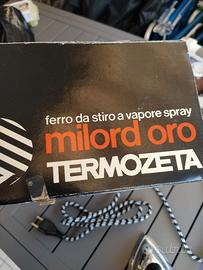 ferro da stiro a vapore spray
milord oro
TERMOZETA